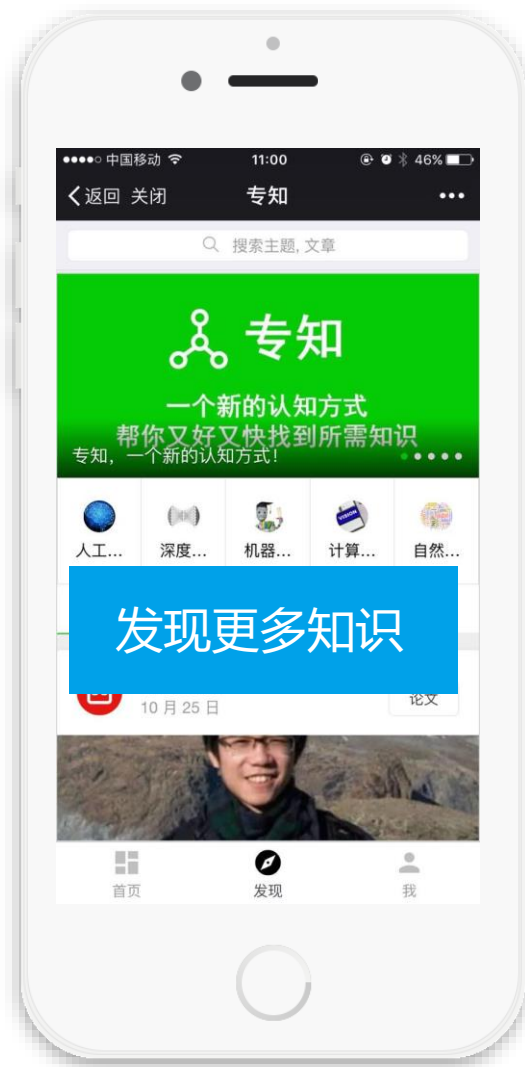 中国移动 11:00 46%
返回 关闭 专知
搜索主题, 文章
专知
一个新的认知方式
帮你又好又快找到所需知识
专知，一个新的认知方式!
VISION
人工... 深度... 机器... 计算... 自然...
发现更多知识
10 月 25 日
论文
首页 发现 我